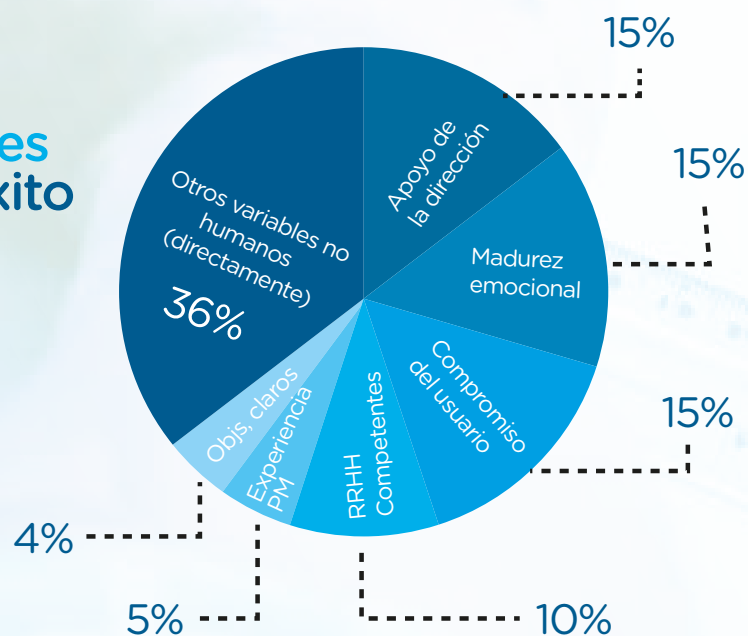 es
xito
15%
Apoyo de
la dirección
15%
Madurez
emocional
15%
Compromiso
del usuario
10%
RRHH
Competentes
5%
Experiencia
PM
4%
Objs, claros
Otros variables no
humanos
(directamente)
36%